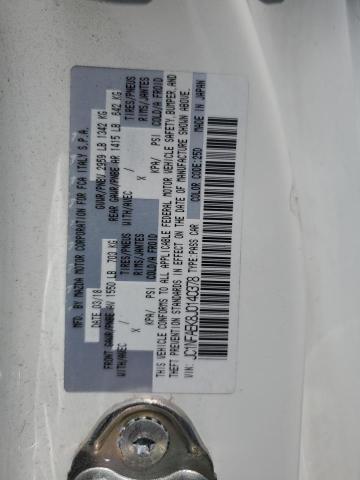 MFD. BY MAZDA MOTOR CORPORATION FOR FCA ITALY S.P.A.
DATE: 03/18 GVWR/PNBV: 2959 LB 1342 KG
FRONT GAWR/PNBE AV 1550 LB 703 KG REAR GAWR/PNBE AR 1415 LB 642 KG
TIRES/PNEUS TIRES/PNEUS
WITH/AVEC / X RIMS/JANTES WITH/AVEC / X RIMS/JANTES
KPA/ PSI COLD/A FROID KPA/ PSI COLD/A FROID
THIS VEHICLE CONFORMS TO ALL APPLICABLE FEDERAL MOTOR VEHICLE SAFETY, BUMPER, AND
THEFT PREVENTION STANDARDS IN EFFECT ON THE DATE OF MANUFACTURE SHOWN ABOVE.
VIN: JC1NFAEK8J0140378 COLOR CODE: 250 MADE IN JAPAN
TYPE: PASS CAR